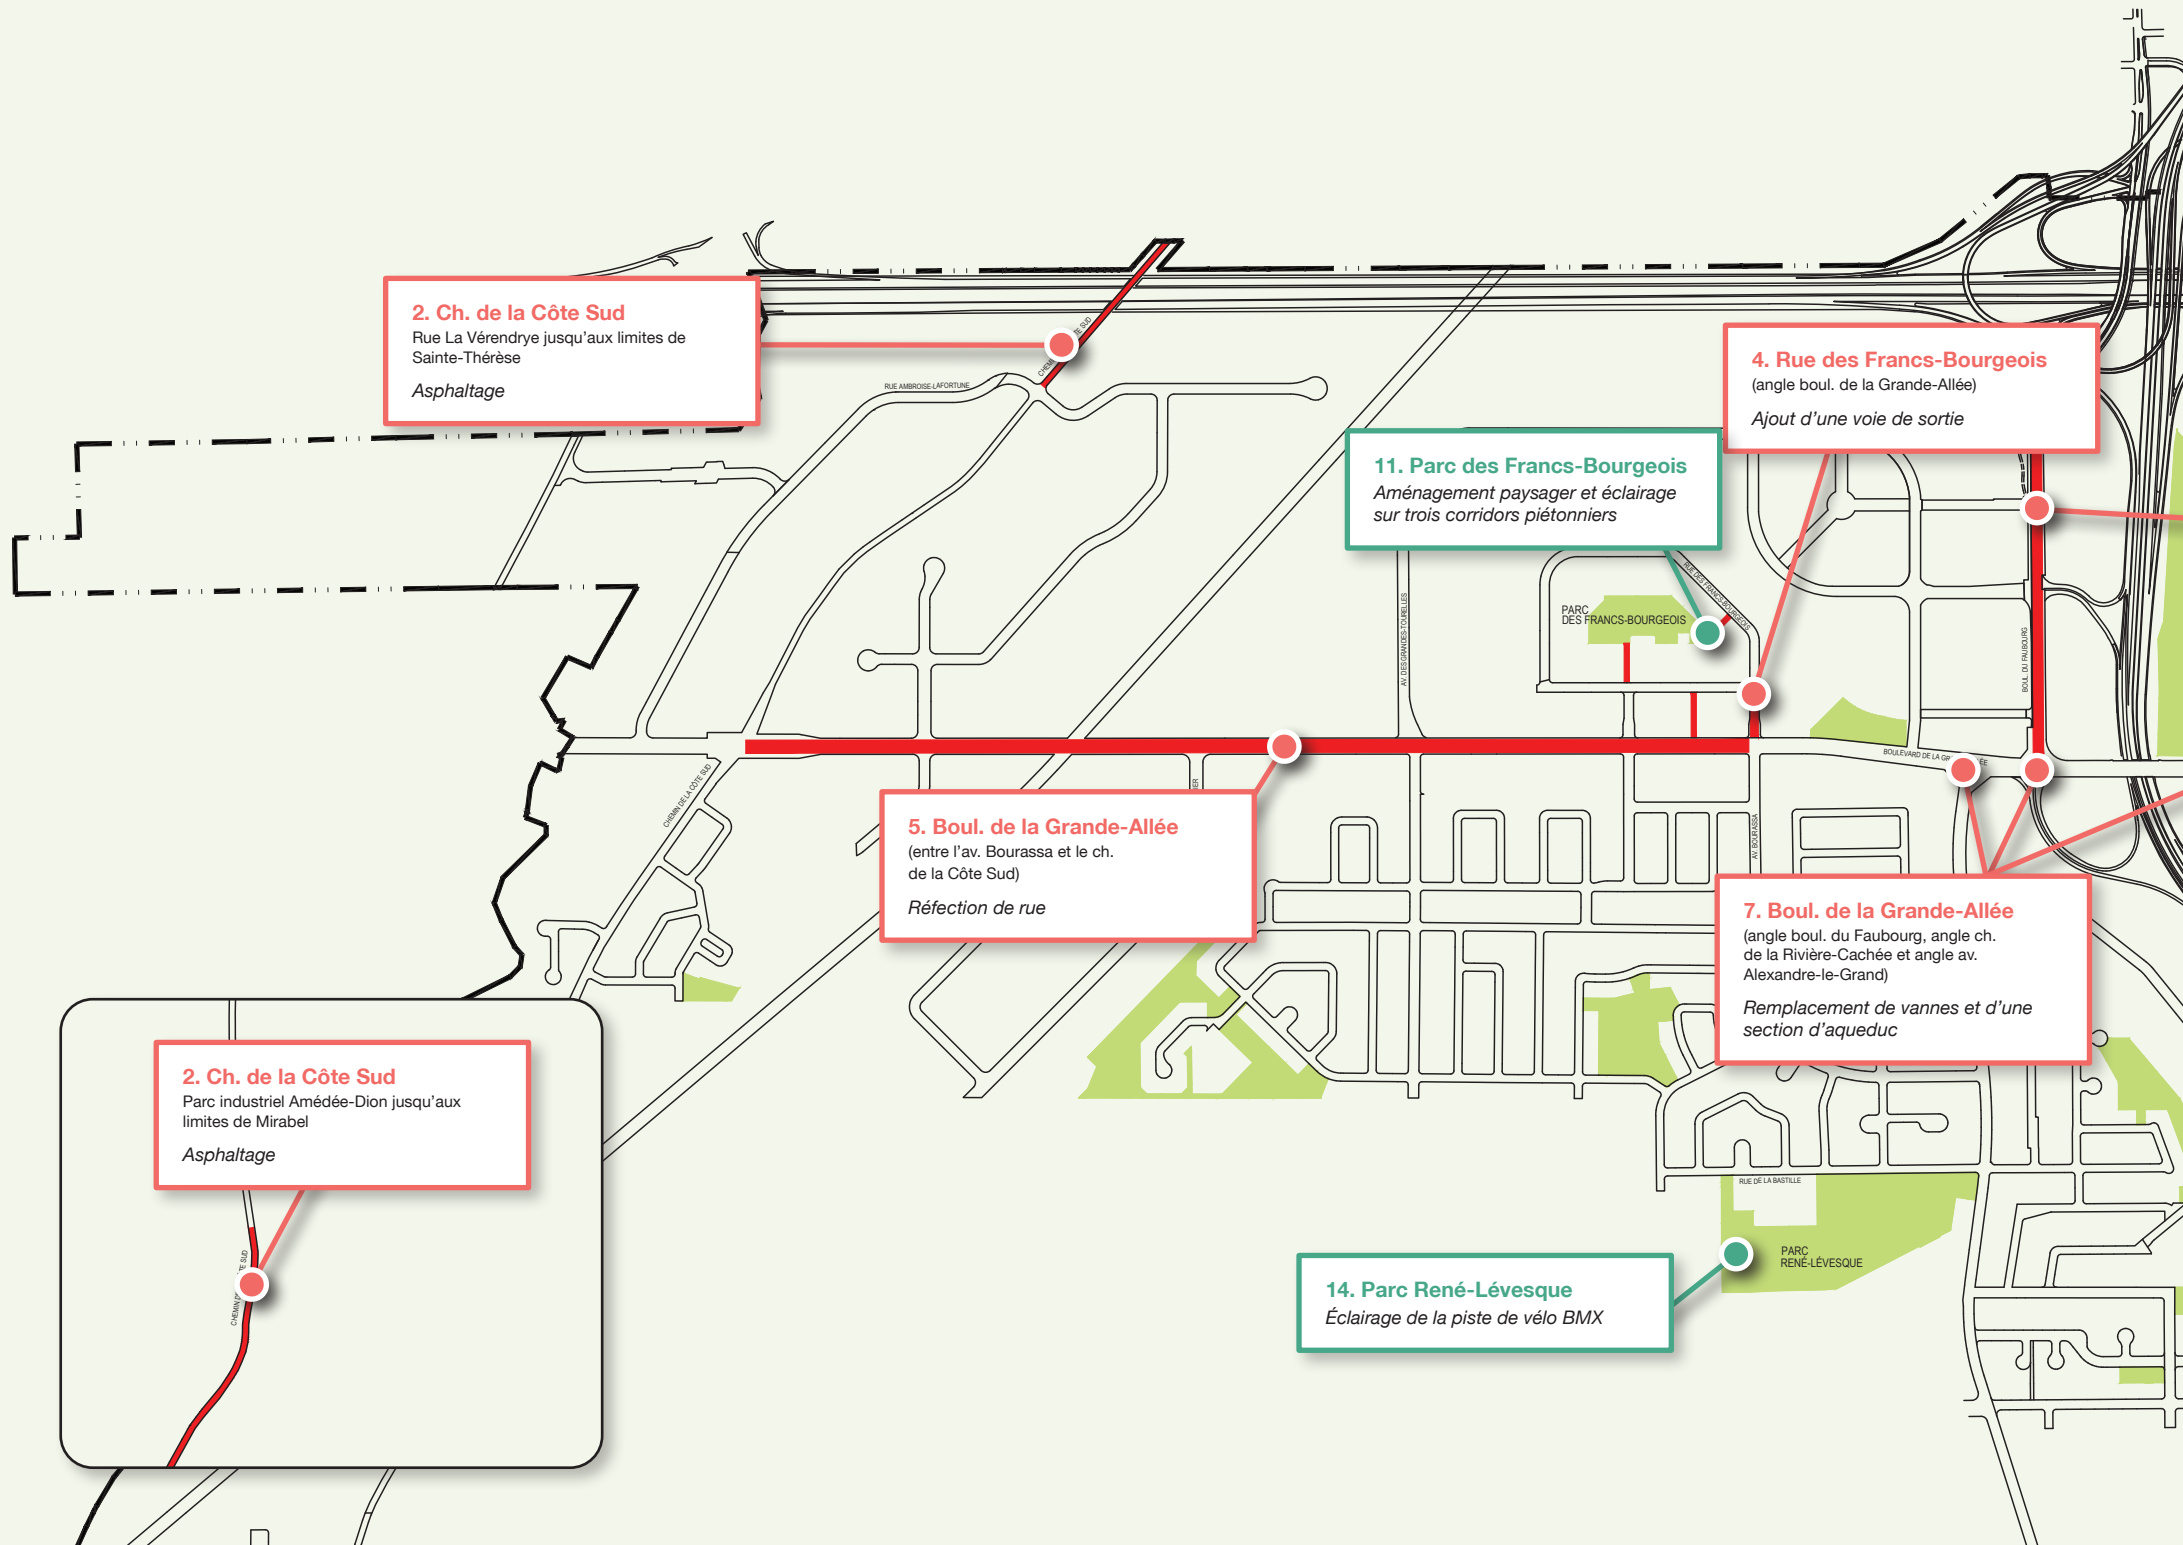 2. Ch. de la Côte Sud
Rue La Vérendrye jusqu'aux limites de
Sainte-Thérèse
Asphaltage
RUE AMBROISE-LAFORTUNE
4. Rue des Francs-Bourgeois
(angle boul. de la Grande-Allée)
Ajout d'une voie de sortie
11. Parc des Francs-Bourgeois
Aménagement paysager et éclairage
sur trois corridors piétonniers
RUE DES FRANCS-BOURGEOIS
PARC
DES FRANCS-BOURGEOIS
AV. DES GRANDES-TOURELLES
BOUL. DU FAUBOURG
BOULEVARD DE LA
CHEMIN DE LA CÔTE SUD
AV. BOURASSA
5. Boul. de la Grande-Allée
(entre l'av. Bourassa et le ch.
de la Côte Sud)
Réfection de rue
7. Boul. de la Grande-Allée
(angle boul. du Faubourg, angle ch.
de la Rivière-Cachée et angle av.
Alexandre-le-Grand)
Remplacement de vannes et d'une
section d'aqueduc
2. Ch. de la Côte Sud
Parc industriel Amédée-Dion jusqu'aux
limites de Mirabel
Asphaltage
RUE DE LA BASTILLE
PARC
RENÉ-LÉVESQUE
14. Parc René-Lévesque
Éclairage de la piste de vélo BMX